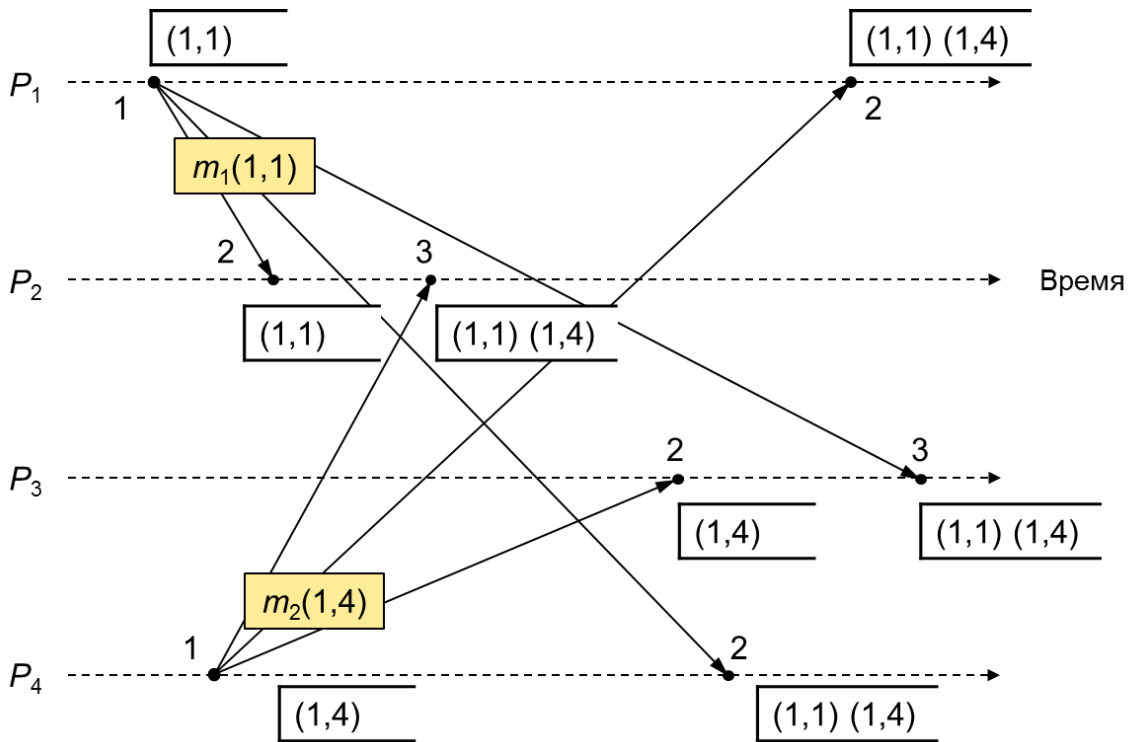 (1,1)
(1,1) (1,4)
P₁
1
2
m₁(1,1)
2
3
P₂
Время
(1,1)
(1,1) (1,4)
2
3
P₃
(1,4)
(1,1) (1,4)
m₂(1,4)
1
2
P₄
(1,4)
(1,1) (1,4)